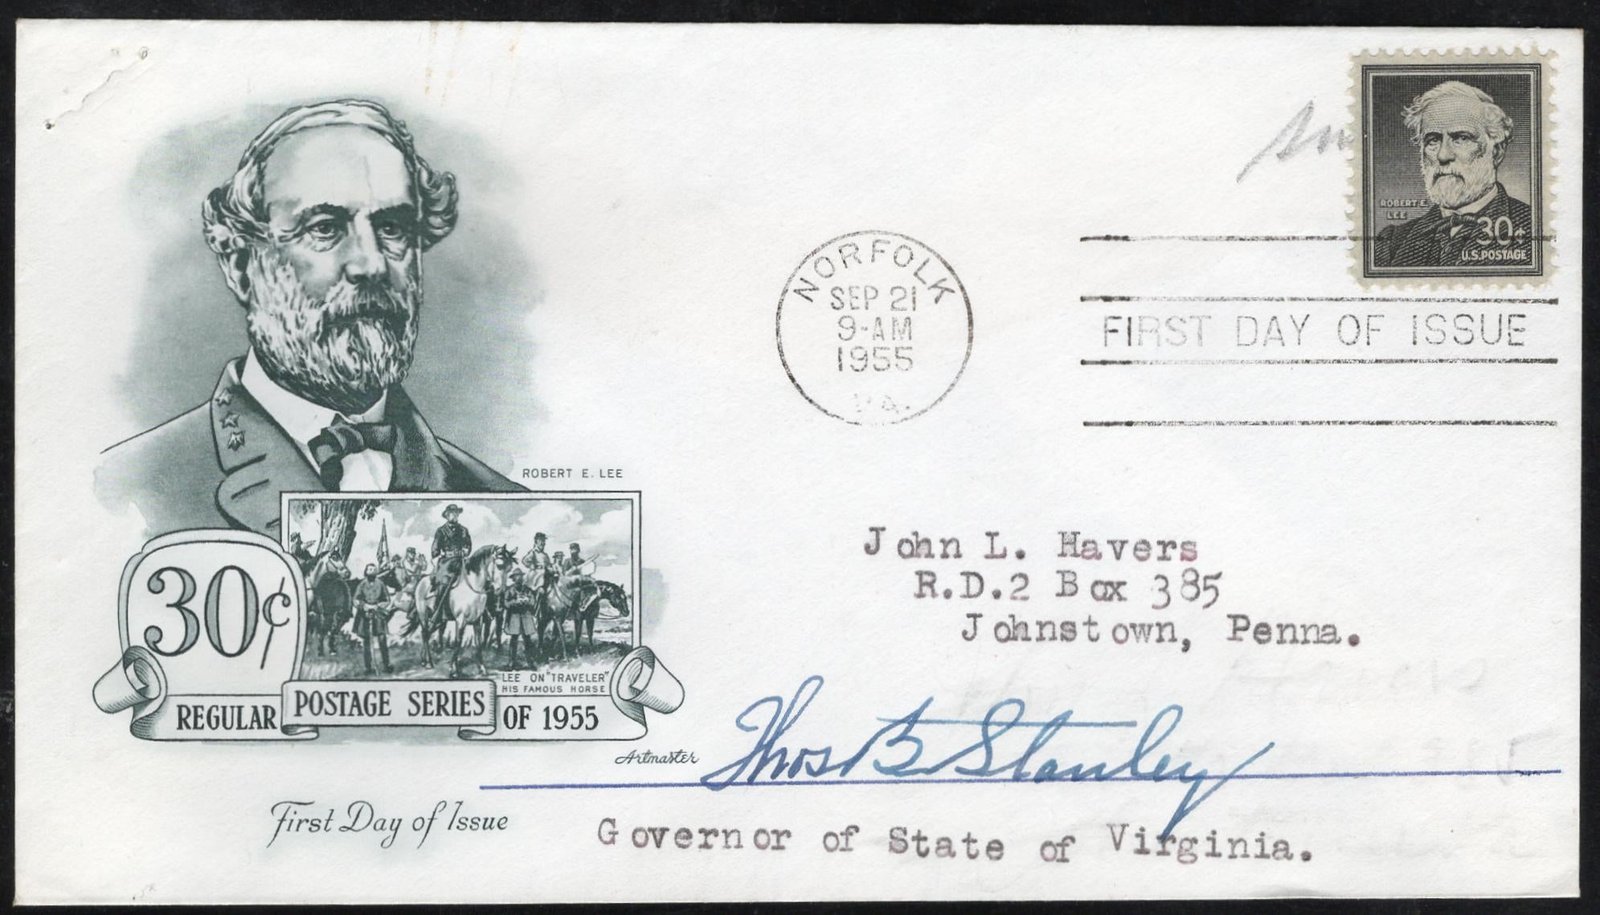 ROBERT E.
LEE
30¢
U.S.POSTAGE
NORFOLK
SEP 21
9-AM
1955
VA.
FIRST DAY OF ISSUE
ROBERT E. LEE
30¢
LEE ON "TRAVELER"
HIS FAMOUS HORSE
REGULAR POSTAGE SERIES OF 1955
Artmaster
First Day of Issue
John L. Havers
R.D.2 Box 385
Johnstown, Penna.
Thos B Stanley
Governor of State of Virginia.